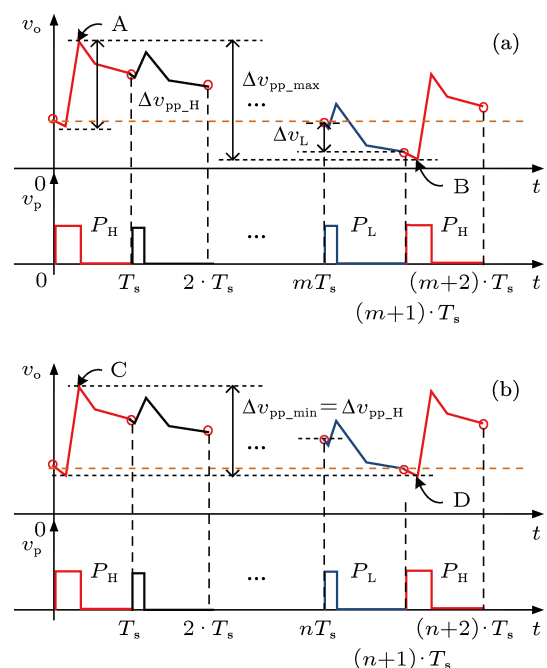 v_o
A
(a)
Δv_pp_H
Δv_pp_max
...
Δv_L
B
0
t
v_p
P_H
...
P_L
P_H
0
T_s
2·T_s
mT_s
(m+2)·T_s
t
(m+1)·T_s
v_o
C
(b)
Δv_pp_min=Δv_pp_H
...
D
0
t
v_p
P_H
...
P_L
P_H
T_s
2·T_s
nT_s
(n+2)·T_s
t
(n+1)·T_s